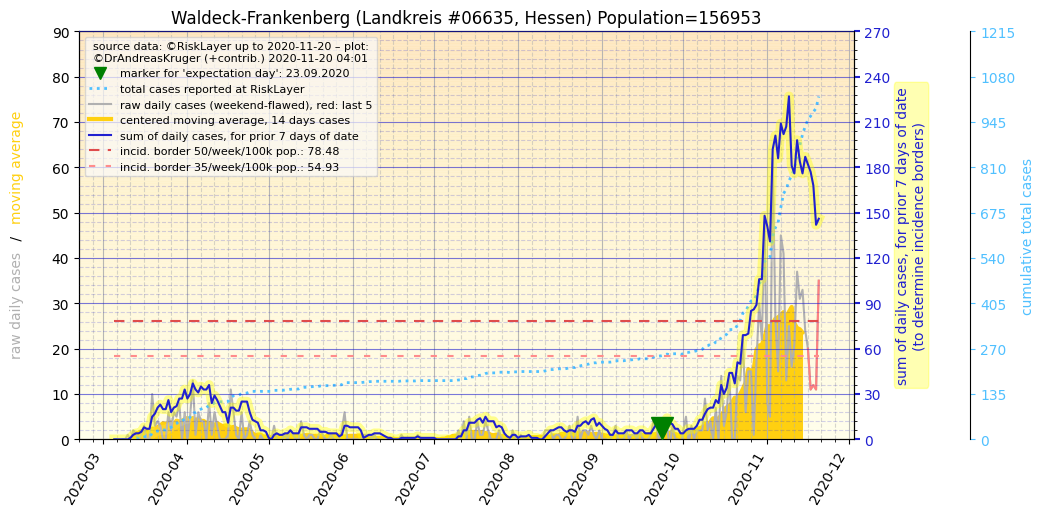 Waldeck-Frankenberg (Landkreis #06635, Hessen) Population=156953
source data: ©RiskLayer up to 2020-11-20 – plot:
©DrAndreasKruger (+contrib.) 2020-11-20 04:01
marker for 'expectation day': 23.09.2020
total cases reported at RiskLayer
raw daily cases (weekend-flawed), red: last 5
centered moving average, 14 days cases
sum of daily cases, for prior 7 days of date
incid. border 50/week/100k pop.: 78.48
incid. border 35/week/100k pop.: 54.93
raw daily cases / moving average
90
80
70
60
50
40
30
20
10
0
270
240
210
180
150
120
90
60
30
0
sum of daily cases, for prior 7 days of date
(to determine incidence borders)
1215
1080
945
810
675
540
405
270
135
0
cumulative total cases
2020-03
2020-04
2020-05
2020-06
2020-07
2020-08
2020-09
2020-10
2020-11
2020-12